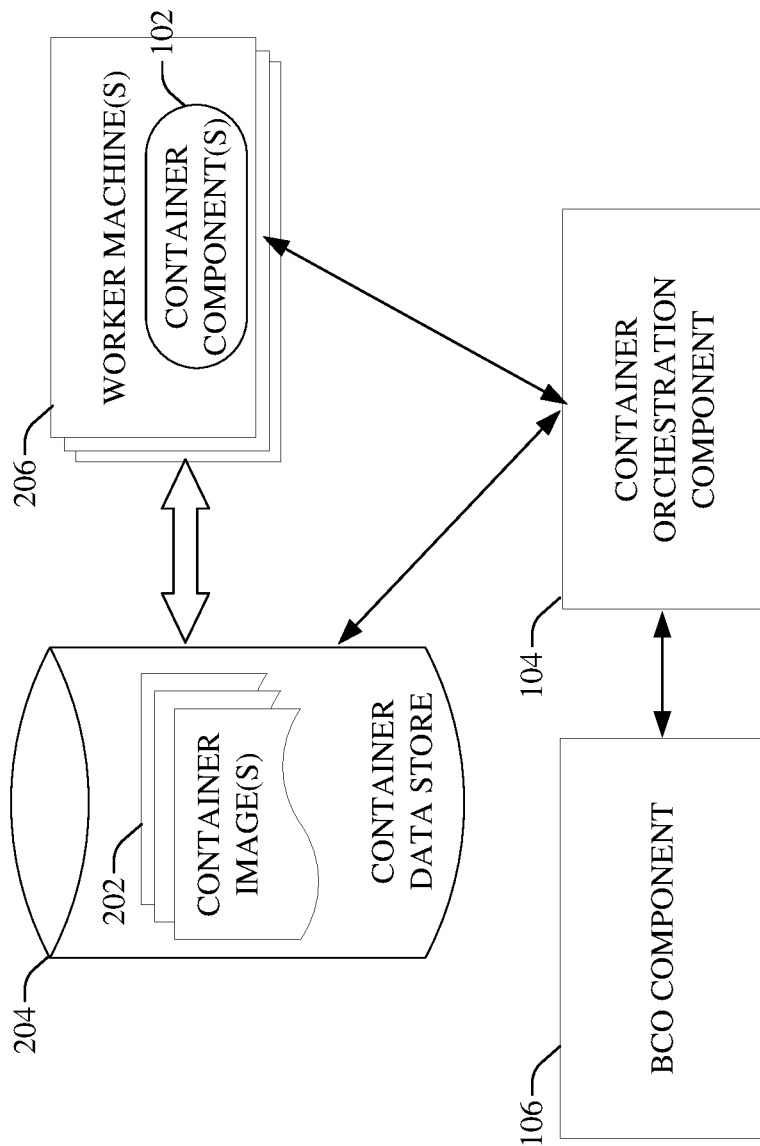 204
202
CONTAINER
IMAGE(S)
CONTAINER
DATA STORE
206
WORKER MACHINE(S)
102
CONTAINER
COMPONENT(S)
106
BCO COMPONENT
104
CONTAINER
ORCHESTRATION
COMPONENT